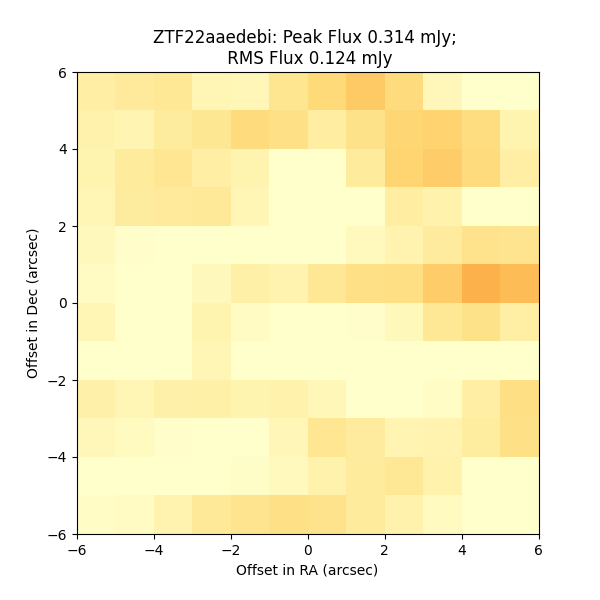 ZTF22aaedebi: Peak Flux 0.314 mJy;
RMS Flux 0.124 mJy
6
4
2
0
−2
−4
−6
Offset in Dec (arcsec)
−6 −4 −2 0 2 4 6
Offset in RA (arcsec)